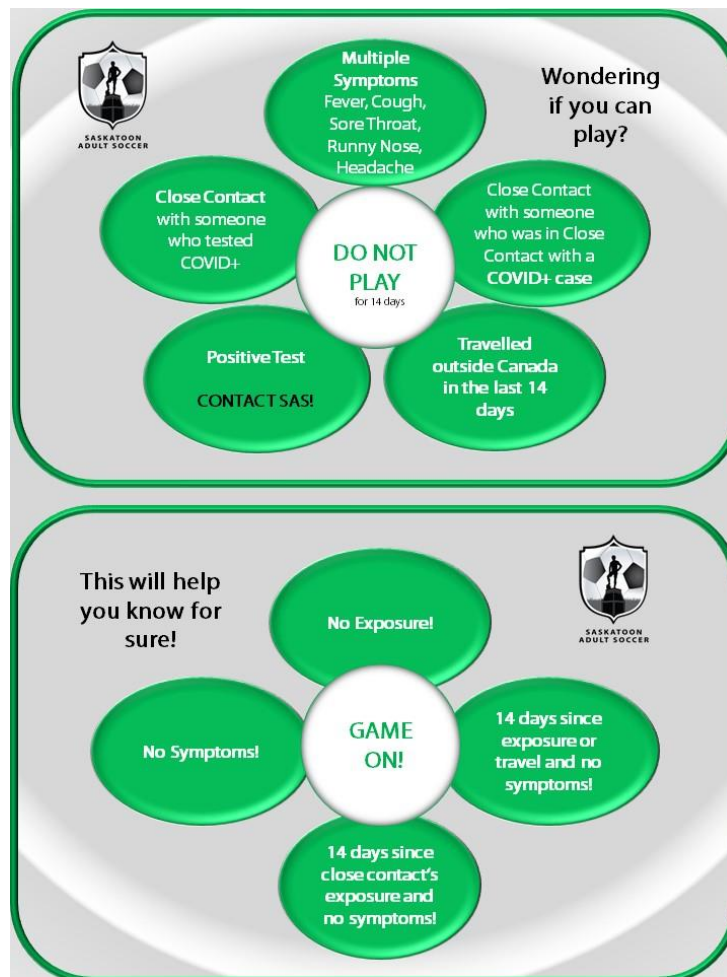 SASKATOON
ADULT SOCCER
Multiple
Symptoms
Fever, Cough,
Sore Throat,
Runny Nose,
Headache
Wondering
if you can
play?
Close Contact
with someone
who tested
COVID+
DO NOT
PLAY
for 14 days
Close Contact
with someone
who was in Close
Contact with a
COVID+ case
Positive Test
CONTACT SAS!
Travelled
outside Canada
in the last 14
days
This will help
you know for
sure!
No Exposure!
SASKATOON
ADULT SOCCER
No Symptoms!
GAME
ON!
14 days since
exposure or
travel and no
symptoms!
14 days since
close contact's
exposure and
no symptoms!